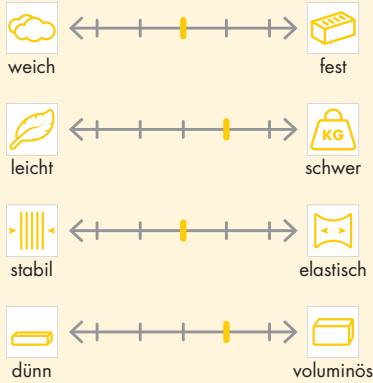 weich fest
KG
leicht schwer
stabil elastisch
dünn voluminös